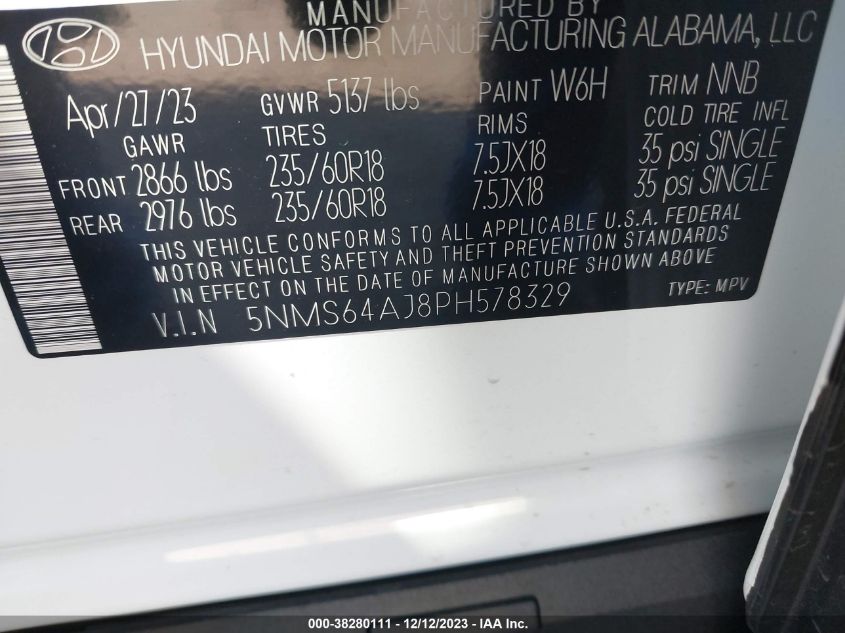 MANUFACTURED BY
HYUNDAI MOTOR MANUFACTURING ALABAMA, LLC
Apr/27/23 GVWR 5137 lbs PAINT W6H TRIM NNB
GAWR TIRES RIMS COLD TIRE INFL
FRONT 2866 lbs 235/60R18 7.5JX18 35 psi SINGLE
REAR 2976 lbs 235/60R18 7.5JX18 35 psi SINGLE
THIS VEHICLE CONFORMS TO ALL APPLICABLE U.S.A. FEDERAL
MOTOR VEHICLE SAFETY AND THEFT PREVENTION STANDARDS
IN EFFECT ON THE DATE OF MANUFACTURE SHOWN ABOVE
V.I.N 5NMS64AJ8PH578329 TYPE: MPV
000-38280111 - 12/12/2023 - IAA Inc.